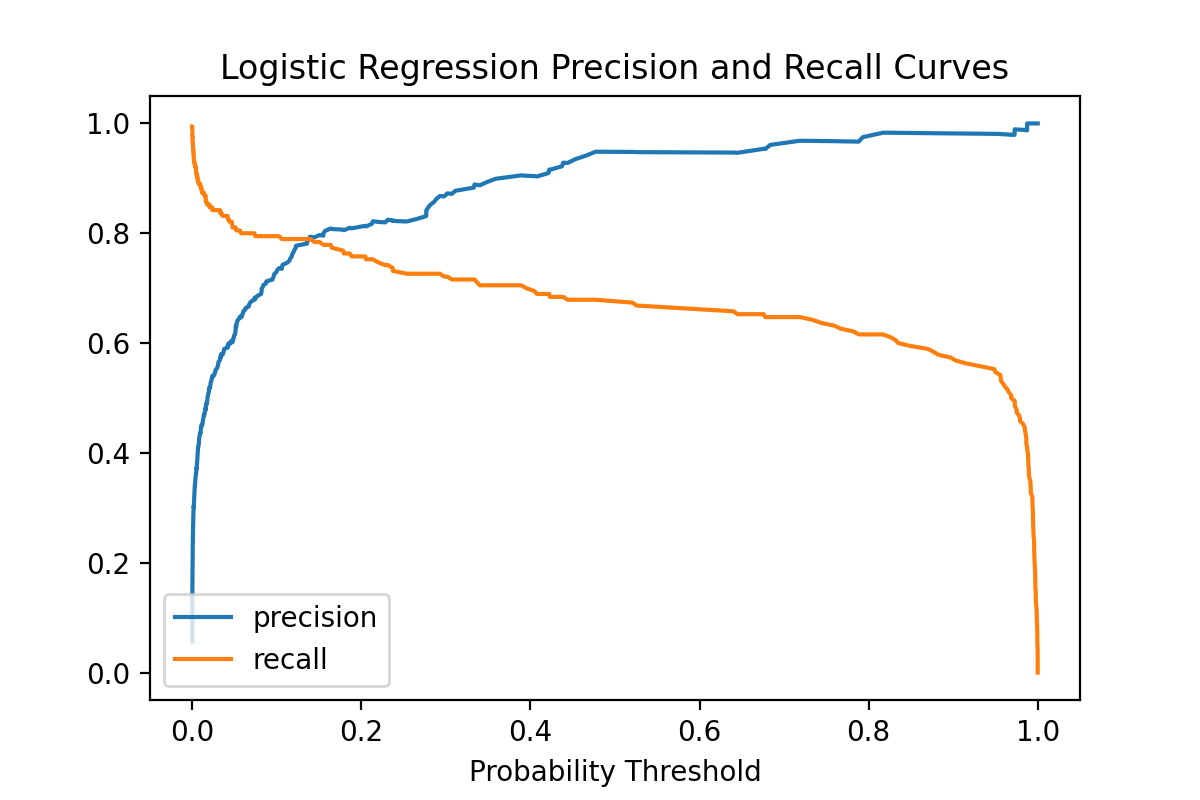 Logistic Regression Precision and Recall Curves
1.0
0.8
0.6
0.4
0.2
0.0
precision
recall
0.0 0.2 0.4 0.6 0.8 1.0
Probability Threshold